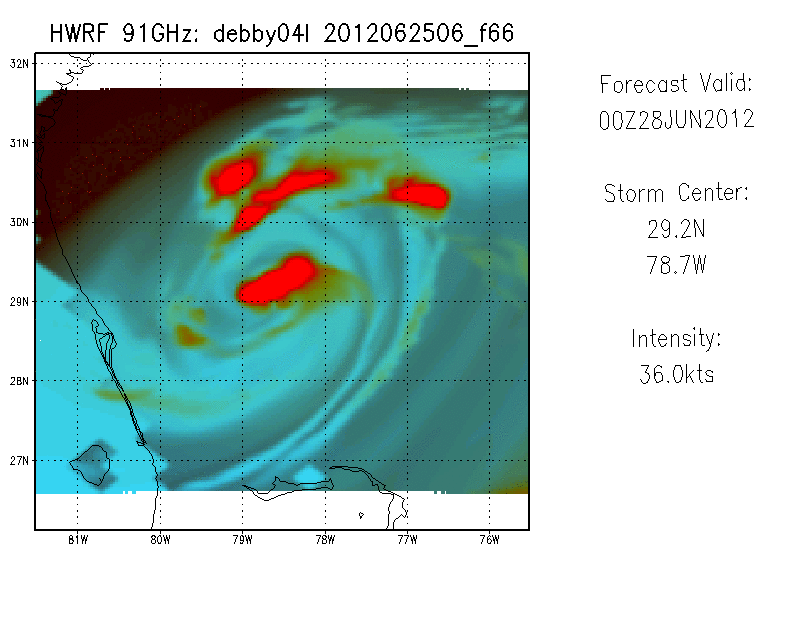 HWRF 91GHz: debby04l 2012062506_f66
Forecast Valid:
00Z28JUN2012
Storm Center:
29.2N
78.7W
Intensity:
36.0kts
32N
31N
30N
29N
28N
27N
81W 80W 79W 78W 77W 76W